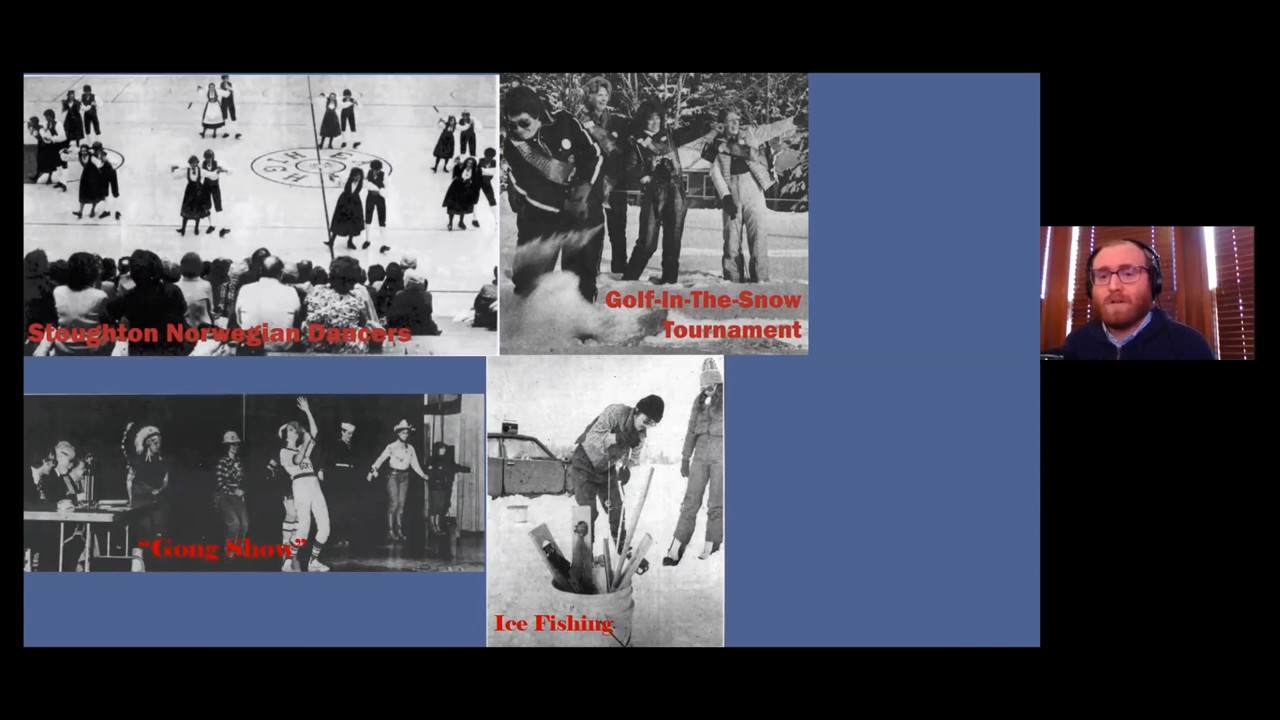 Stoughton Norwegian Dancers
Golf-In-The-Snow
Tournament
“Gong Show”
Ice Fishing